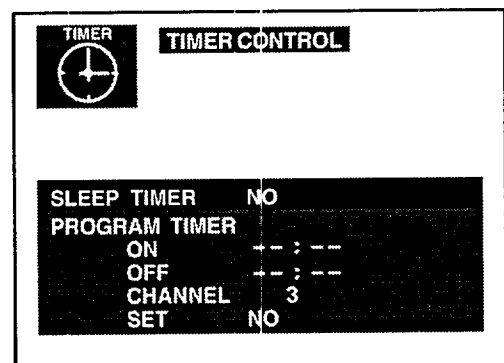 TIMER
TIMER CONTROL
SLEEP TIMER NO
PROGRAM TIMER
ON --:--
OFF --:--
CHANNEL 3
SET NO